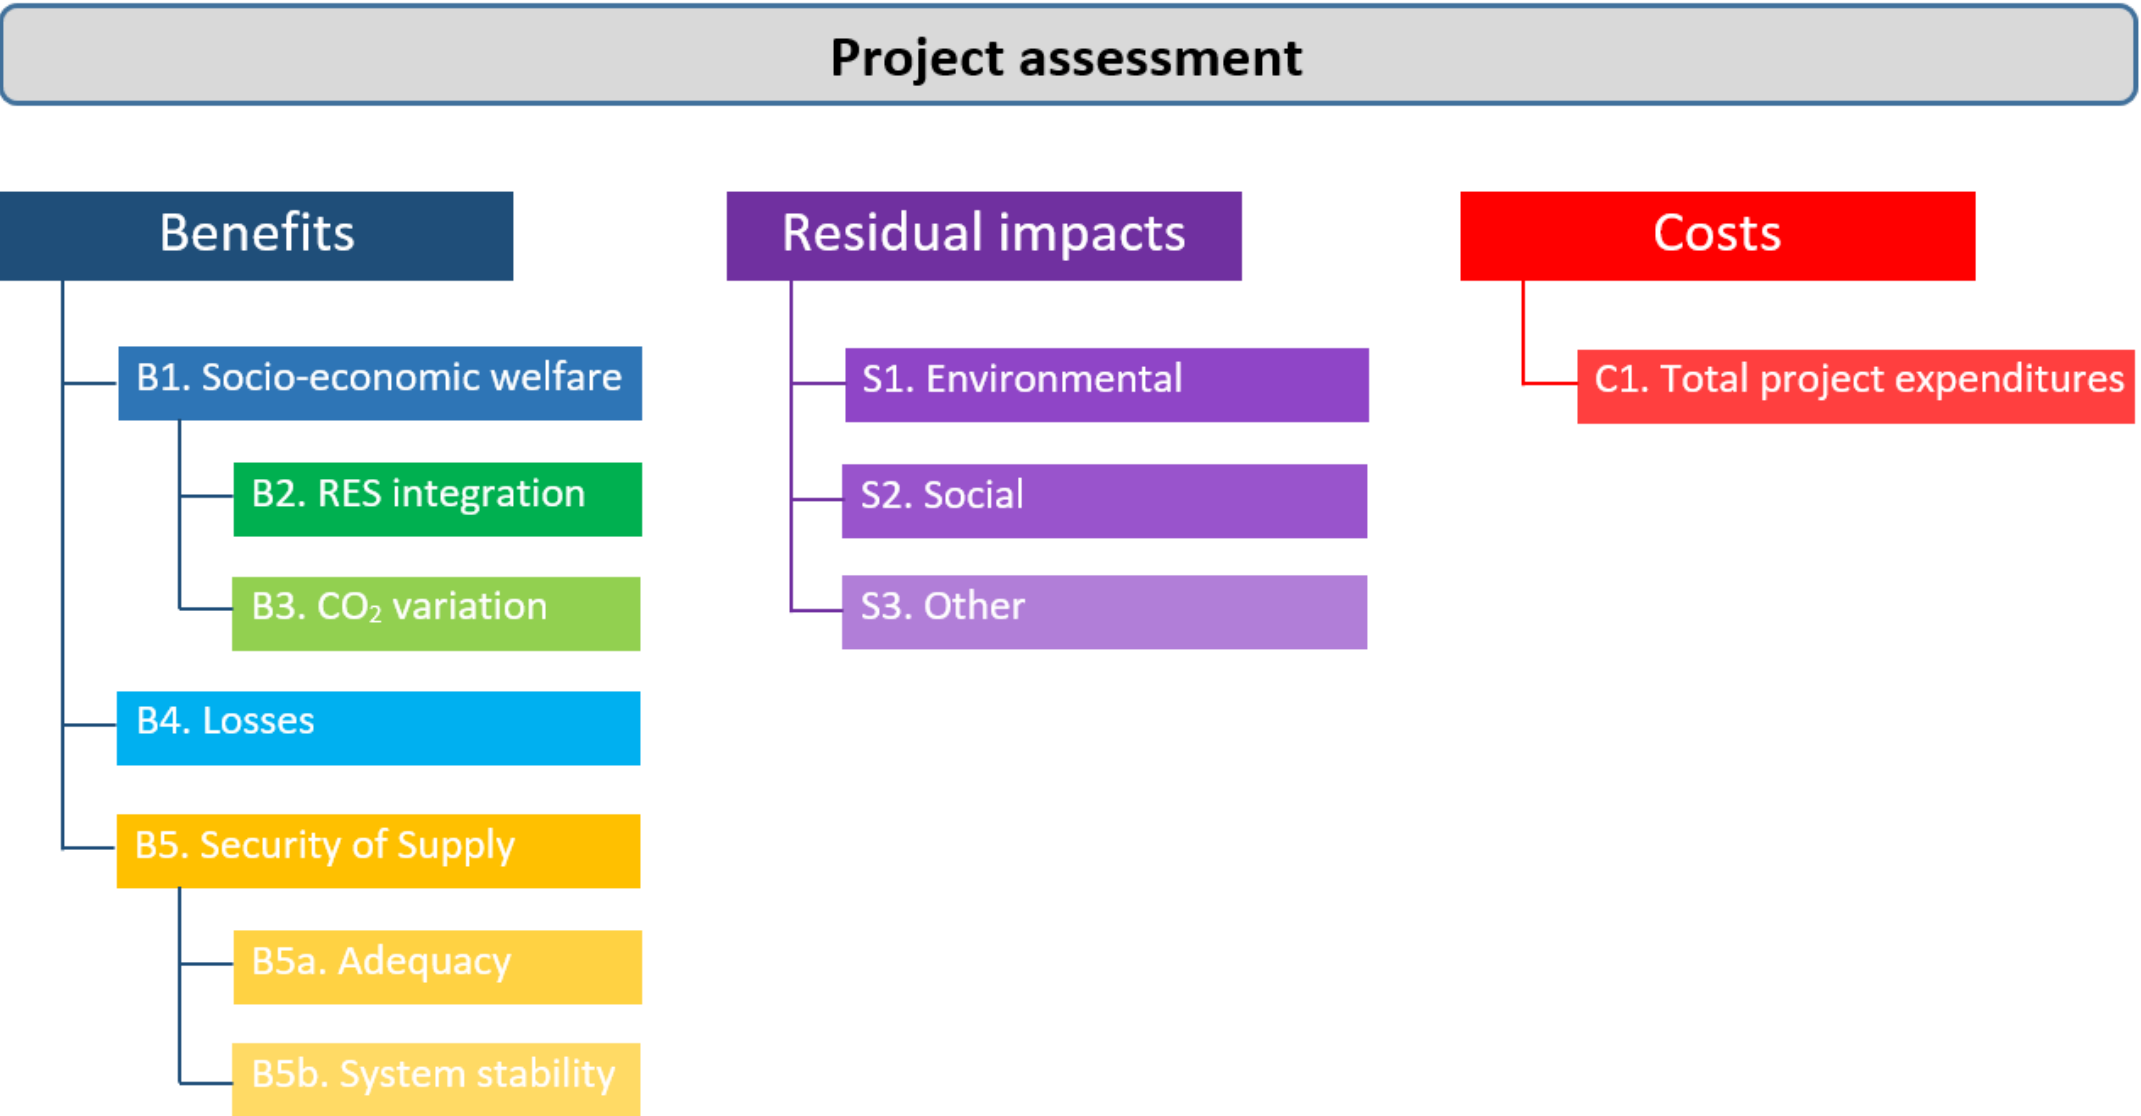 Project assessment
Benefits
B1. Socio-economic welfare
B2. RES integration
B3. CO₂ variation
B4. Losses
B5. Security of Supply
B5a. Adequacy
B5b. System stability
Residual impacts
S1. Environmental
S2. Social
S3. Other
Costs
C1. Total project expenditures